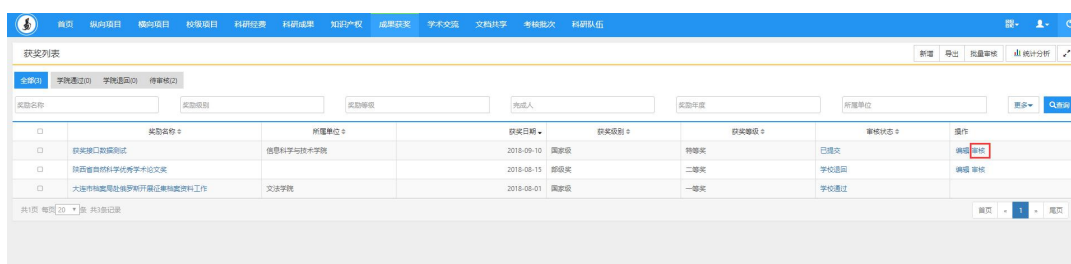 首页 纵向项目 横向项目 校级项目 科研经费 科研成果 知识产权 成果获奖 学术交流 文档共享 考核批次 科研队伍
获奖列表 新增 导出 批量审核 统计分析
全部(3) 学院通过(0) 学院退回(0) 待审核(2)
奖励名称 奖励级别 奖励等级 完成人 奖励年度 所属单位 更多 查询
奖励名称 所属单位 获奖日期 获奖级别 获奖等级 审核状态 操作
获奖接口数据测试 信息科学与技术学院 2018-09-10 国家级 特等奖 已提交 编辑 审核
陕西省自然科学优秀学术论文奖 2018-08-15 部级奖 二等奖 学校退回 编辑 审核
大连市档案局赴俄罗斯开展征集档案资料工作 文法学院 2018-08-01 国家级 一等奖 学校通过
共1页 每页 20 条 共3条记录 首页 « 1 » 尾页